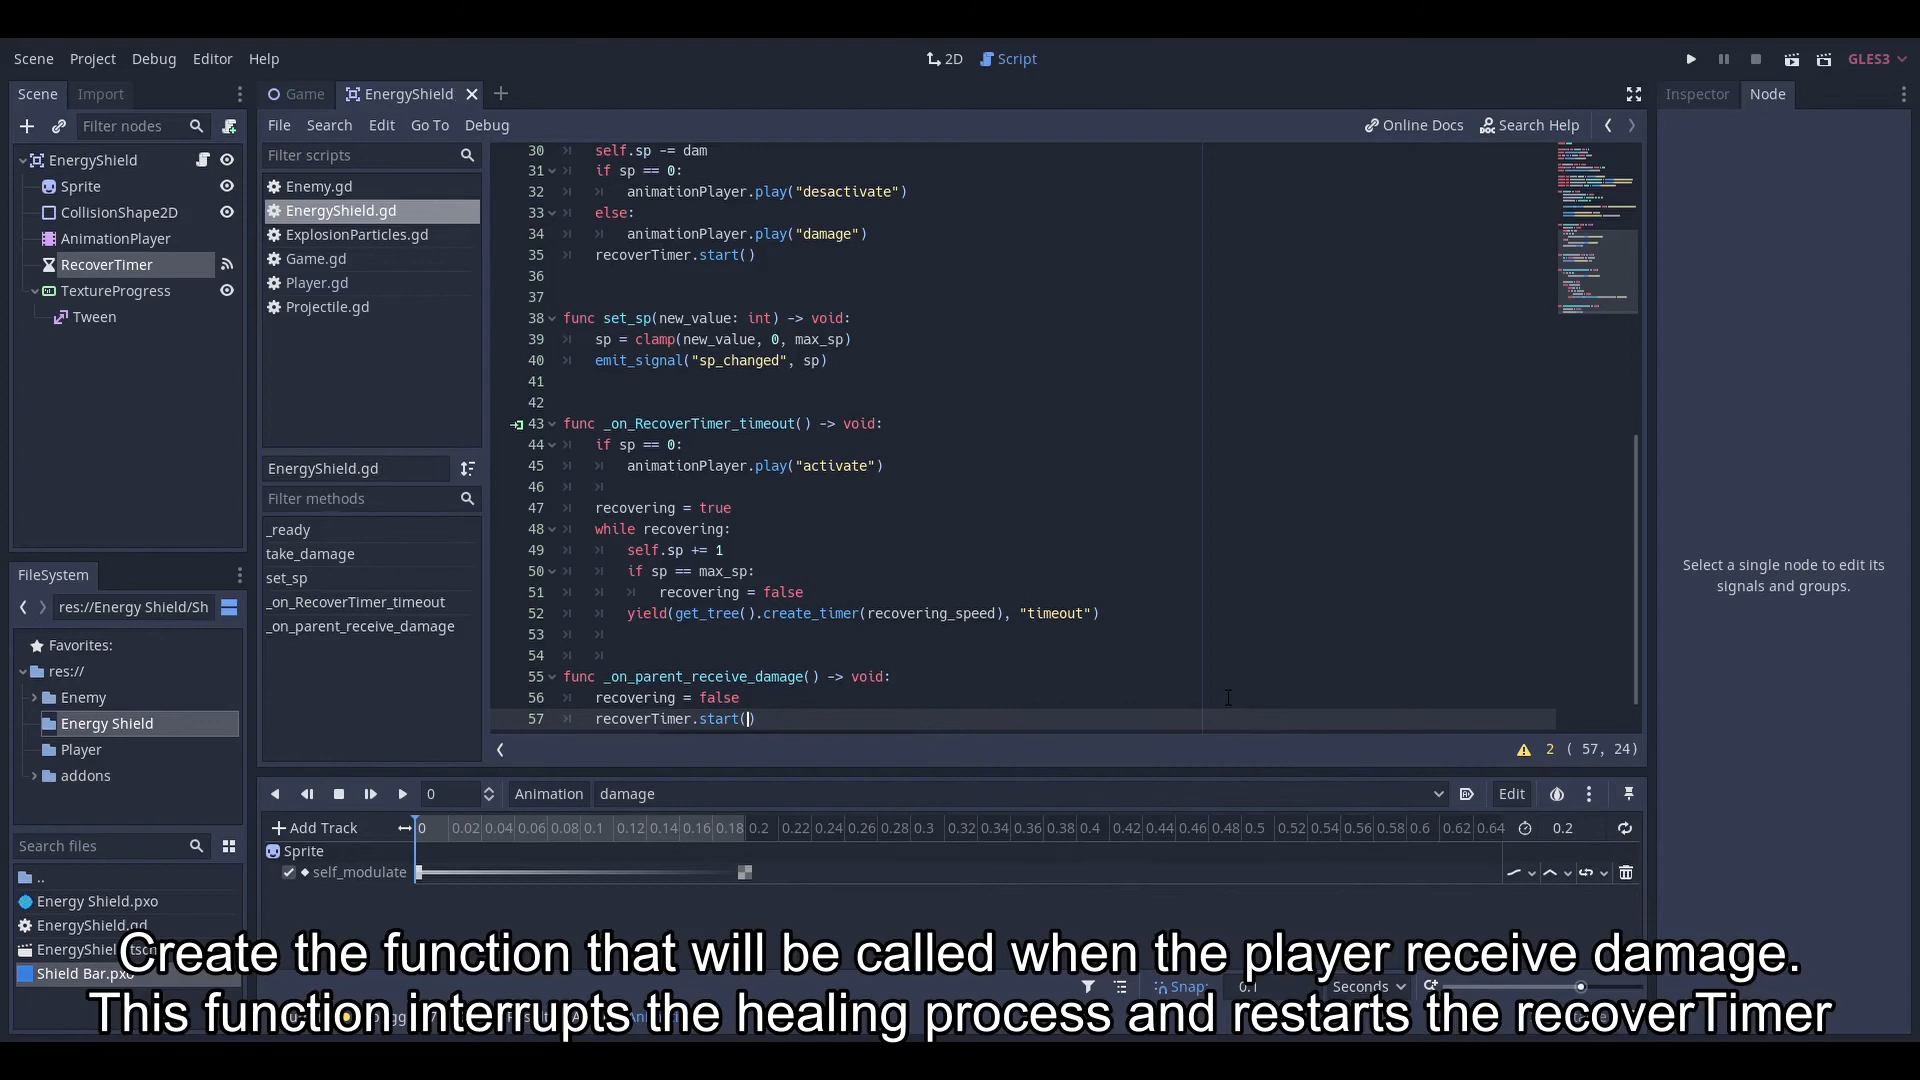 Scene Project Debug Editor Help
2D Script
GLES3
Scene Import
Game EnergyShield
Inspector Node
Filter nodes
File Search Edit Go To Debug
Online Docs Search Help
EnergyShield
Sprite
CollisionShape2D
AnimationPlayer
RecoverTimer
TextureProgress
Tween
Filter scripts
Enemy.gd
EnergyShield.gd
ExplosionParticles.gd
Game.gd
Player.gd
Projectile.gd
EnergyShield.gd
Filter methods
_ready
take_damage
set_sp
_on_RecoverTimer_timeout
_on_parent_receive_damage
30 self.sp -= dam
31 if sp == 0:
32 animationPlayer.play("desactivate")
33 else:
34 animationPlayer.play("damage")
35 recoverTimer.start()
36
37
38 func set_sp(new_value: int) -> void:
39 sp = clamp(new_value, 0, max_sp)
40 emit_signal("sp_changed", sp)
41
42
43 func _on_RecoverTimer_timeout() -> void:
44 if sp == 0:
45 animationPlayer.play("activate")
46
47 recovering = true
48 while recovering:
49 self.sp += 1
50 if sp == max_sp:
51 recovering = false
52 yield(get_tree().create_timer(recovering_speed), "timeout")
53
54
55 func _on_parent_receive_damage() -> void:
56 recovering = false
57 recoverTimer.start()
2 ( 57, 24)
Select a single node to edit its
signals and groups.
FileSystem
res://Energy Shield/Sh
Favorites:
res://
Enemy
Energy Shield
Player
addons
Search files
..
Energy Shield.pxo
EnergyShield.gd
Shield Bar.pxo
0 Animation damage Edit
Add Track 0 0.02 0.04 0.06 0.08 0.1 0.12 0.14 0.16 0.18 0.2 0.22 0.24 0.26 0.28 0.3 0.32 0.34 0.36 0.38 0.4 0.42 0.44 0.46 0.48 0.5 0.52 0.54 0.56 0.58 0.6 0.62 0.64 0.2
Sprite
self_modulate
Snap: 0.1 Seconds
Create the function that will be called when the player receive damage.
This function interrupts the healing process and restarts the recoverTimer